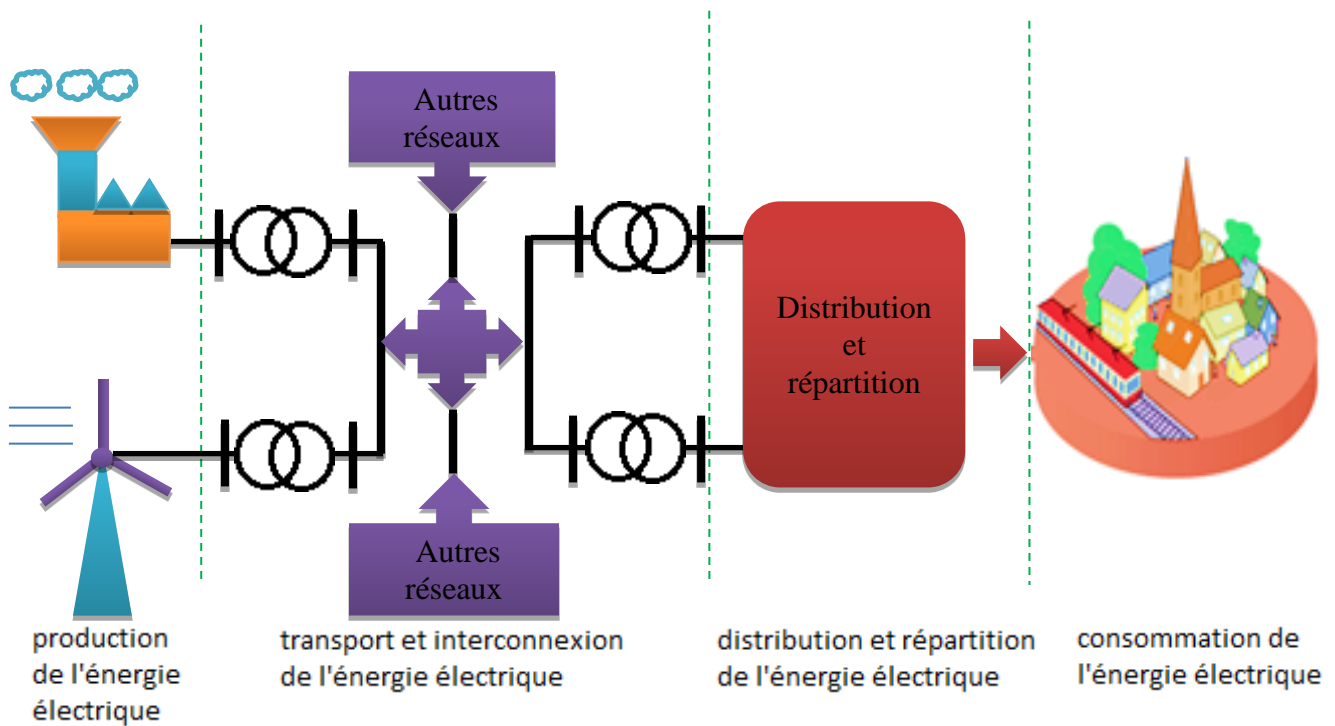 Autres
réseaux
Distribution
et
répartition
Autres
réseaux
production
de l'énergie
électrique
transport et interconnexion
de l'énergie électrique
distribution et répartition
de l'énergie électrique
consommation de
l'énergie électrique